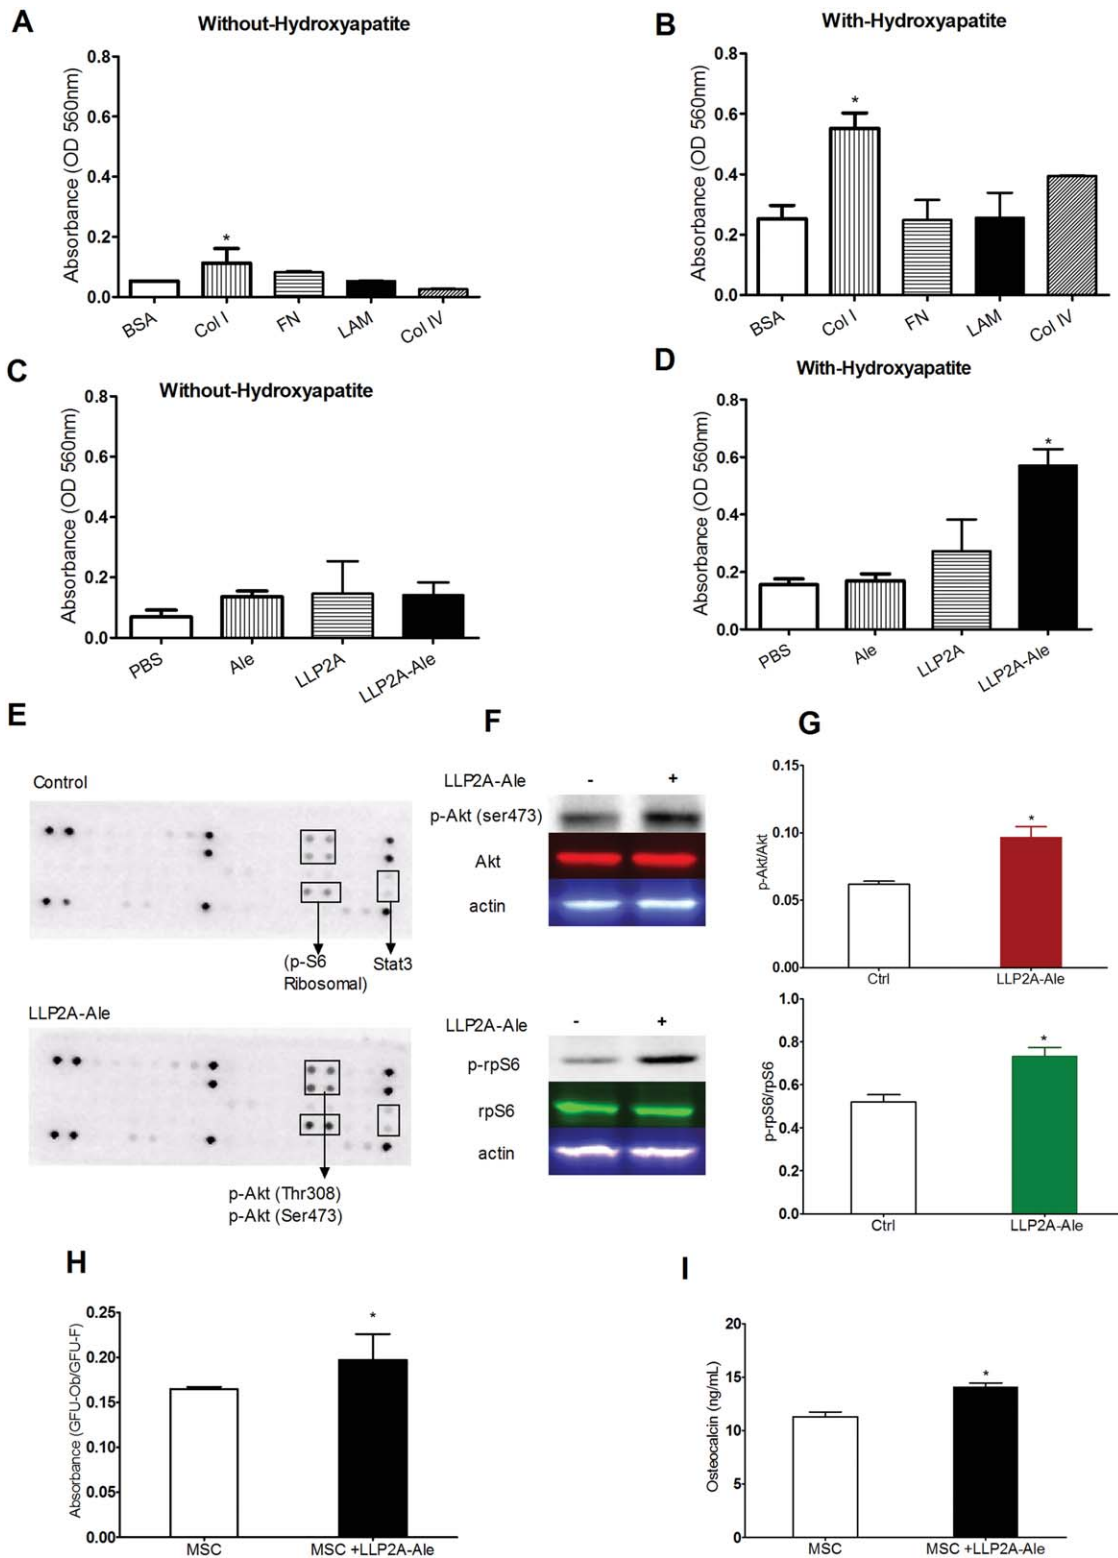 A
Without-Hydroxyapatite
Absorbance (OD 560nm)
0.8
0.6
0.4
0.2
0.0
*
BSA
Col I
FN
LAM
Col IV
B
With-Hydroxyapatite
Absorbance (OD 560nm)
0.8
0.6
0.4
0.2
0.0
*
BSA
Col I
FN
LAM
Col IV
C
Without-Hydroxyapatite
Absorbance (OD 560nm)
0.8
0.6
0.4
0.2
0.0
PBS
Ale
LLP2A
LLP2A-Ale
D
With-Hydroxyapatite
Absorbance (OD 560nm)
0.8
0.6
0.4
0.2
0.0
*
PBS
Ale
LLP2A
LLP2A-Ale
E
Control
(p-S6
Ribosomal)
Stat3
LLP2A-Ale
p-Akt (Thr308)
p-Akt (Ser473)
F
LLP2A-Ale - +
p-Akt (ser473)
Akt
actin
LLP2A-Ale - +
p-rpS6
rpS6
actin
G
p-Akt/Akt
0.15
0.10
0.05
0.00
*
Ctrl
LLP2A-Ale
p-rpS6/rpS6
1.0
0.8
0.6
0.4
0.2
0.0
*
Ctrl
LLP2A-Ale
H
Absorbance (GFU-Ob/GFU-F)
0.25
0.20
0.15
0.10
0.05
0.00
*
MSC
MSC +LLP2A-Ale
I
Osteocalcin (ng/mL)
20
15
10
5
0
*
MSC
MSC +LLP2A-Ale